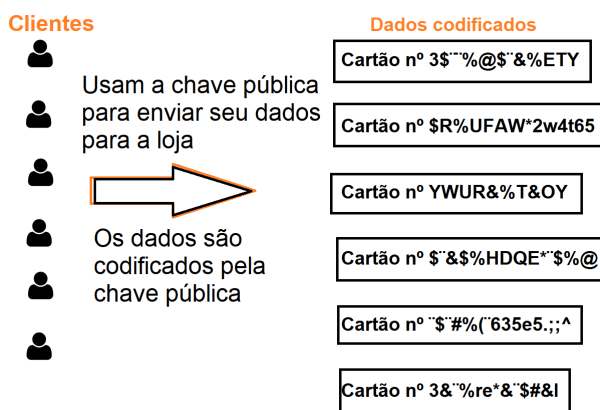 Clientes
Usam a chave pública
para enviar seu dados
para a loja
Os dados são
codificados pela
chave pública
Dados codificados
Cartão nº 3$¨¨%@$¨&%ETY
Cartão nº $R%UFAW*2w4t65
Cartão nº YWUR&%T&OY
Cartão nº $¨&$%HDQE*¨$%@
Cartão nº ¨$¨#%(¨635e5.;;^
Cartão nº 3&¨%re*&¨$#&I